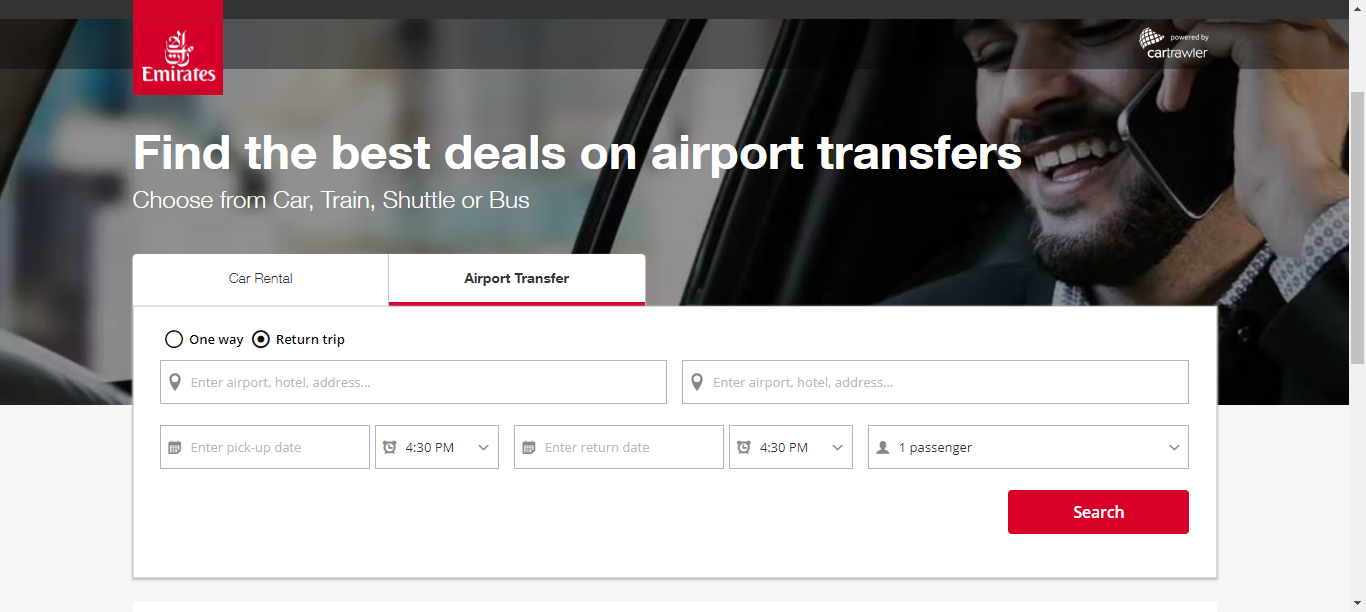 الإمارات
Emirates
powered by
cartrawler
Find the best deals on airport transfers
Choose from Car, Train, Shuttle or Bus
Car Rental
Airport Transfer
One way
Return trip
Enter airport, hotel, address...
Enter airport, hotel, address...
Enter pick-up date
4:30 PM
Enter return date
4:30 PM
1 passenger
Search